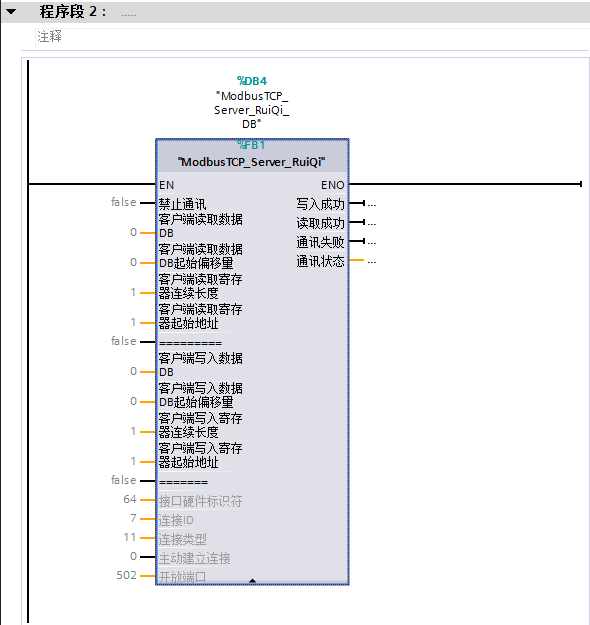 程序段 2： .....
注释
%DB4
"ModbusTCP_
Server_RuiQi_
DB"
%FB1
"ModbusTCP_Server_RuiQi"
EN ENO
false 禁止通讯 写入成功 ...
客户端读取数据 读取成功 ...
0 DB 通讯失败 ...
客户端读取数据
0 DB起始偏移量 通讯状态 ...
客户端读取寄存
1 器连续长度
客户端读取寄存
1 器起始地址
false =========
客户端写入数据
0 DB
客户端写入数据
0 DB起始偏移量
客户端写入寄存
1 器连续长度
客户端写入寄存
1 器起始地址
false =======
64 接口硬件标识符
7 连接ID
11 连接类型
0 主动建立连接
502 开放端口